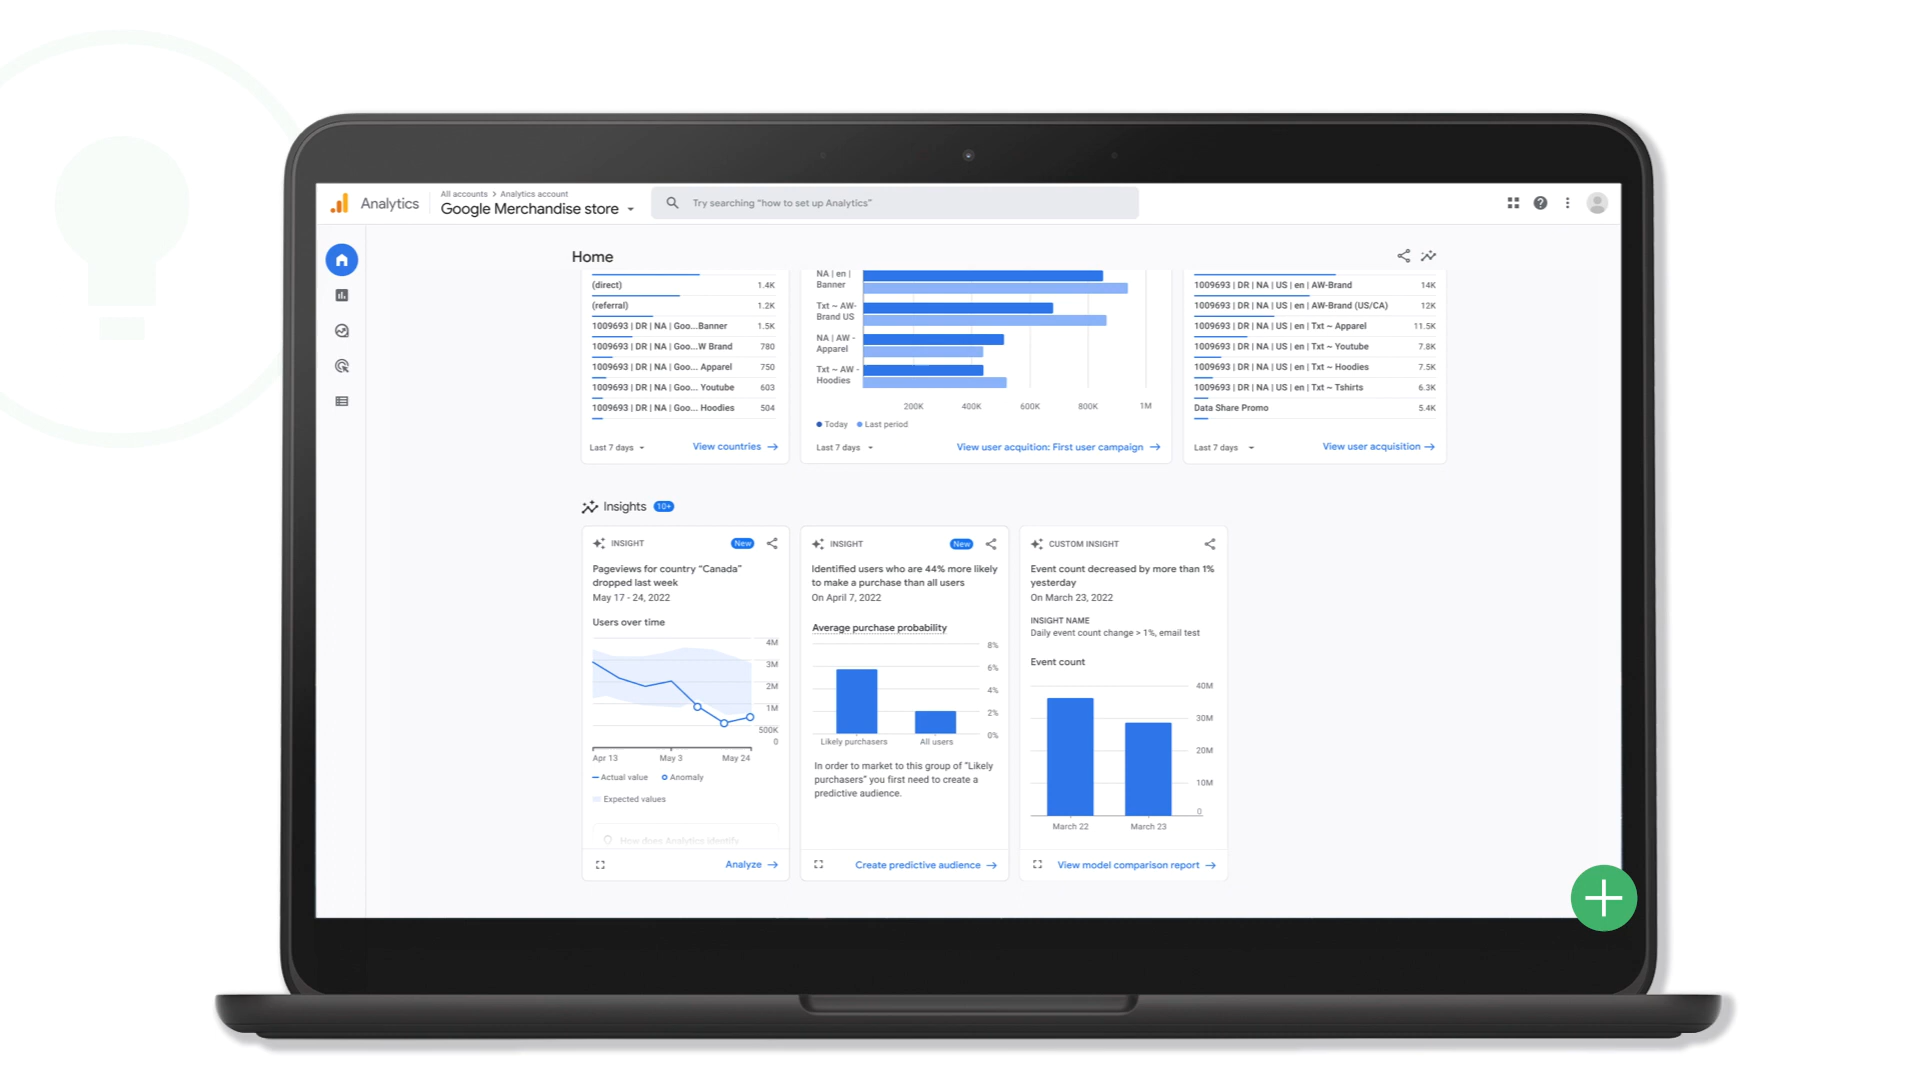 Analytics
All accounts > Analytics account
Google Merchandise store
Try searching “how to set up Analytics”
Home
(direct) 1.4K
(referral) 1.2K
1009693 | DR | NA | Goo...Banner 1.5K
1009693 | DR | NA | Goo...W Brand 780
1009693 | DR | NA | Goo... Apparel 750
1009693 | DR | NA | Goo... Youtube 603
1009693 | DR | NA | Goo... Hoodies 504
Last 7 days
View countries
NA | en |
Banner
Txt ~ AW-
Brand US
NA | AW -
Apparel
Txt ~ AW -
Hoodies
200K 400K 600K 800K 1M
Today Last period
Last 7 days
View user acquition: First user campaign
1009693 | DR | NA | US | en | AW-Brand 14K
1009693 | DR | NA | US | en | AW-Brand (US/CA) 12K
1009693 | DR | NA | US | en | Txt ~ Apparel 11.5K
1009693 | DR | NA | US | en | Txt ~ Youtube 7.8K
1009693 | DR | NA | US | en | Txt ~ Hoodies 7.5K
1009693 | DR | NA | US | en | Txt ~ Tshirts 6.3K
Data Share Promo 5.4K
Last 7 days
View user acquisition
Insights 10+
INSIGHT New
Pageviews for country “Canada”
dropped last week
May 17 - 24, 2022
Users over time
4M
3M
2M
1M
500K
0
Apr 13 May 3 May 24
Actual value Anomaly
Expected values
How does Analytics identify
Analyze
INSIGHT New
Identified users who are 44% more likely
to make a purchase than all users
On April 7, 2022
Average purchase probability
8%
6%
4%
2%
0%
Likely purchasers All users
In order to market to this group of “Likely
purchasers” you first need to create a
predictive audience.
Create predictive audience
CUSTOM INSIGHT
Event count decreased by more than 1%
yesterday
On March 23, 2022
INSIGHT NAME
Daily event count change > 1%, email test
Event count
40M
30M
20M
10M
0
March 22 March 23
View model comparison report